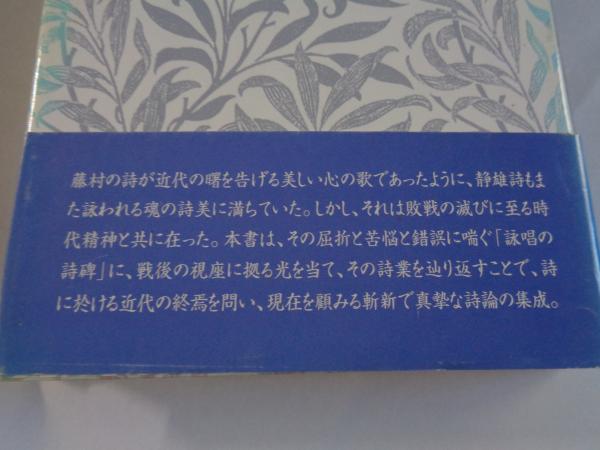 藤村の詩が近代の曙を告げる美しい心の歌であったように、静雄詩もま
た詠われる魂の詩美に満ちていた。しかし、それは敗戦の滅びに至る時
代精神と共に在った。本書は、その屈折と苦悩と錯誤に喘ぐ「詠唱の
詩碑」に、戦後の視座に拠る光を当て、その詩業を辿り返すことで、詩
に於ける近代の終焉を問い、現在を顧みる斬新で真摯な詩論の集成。